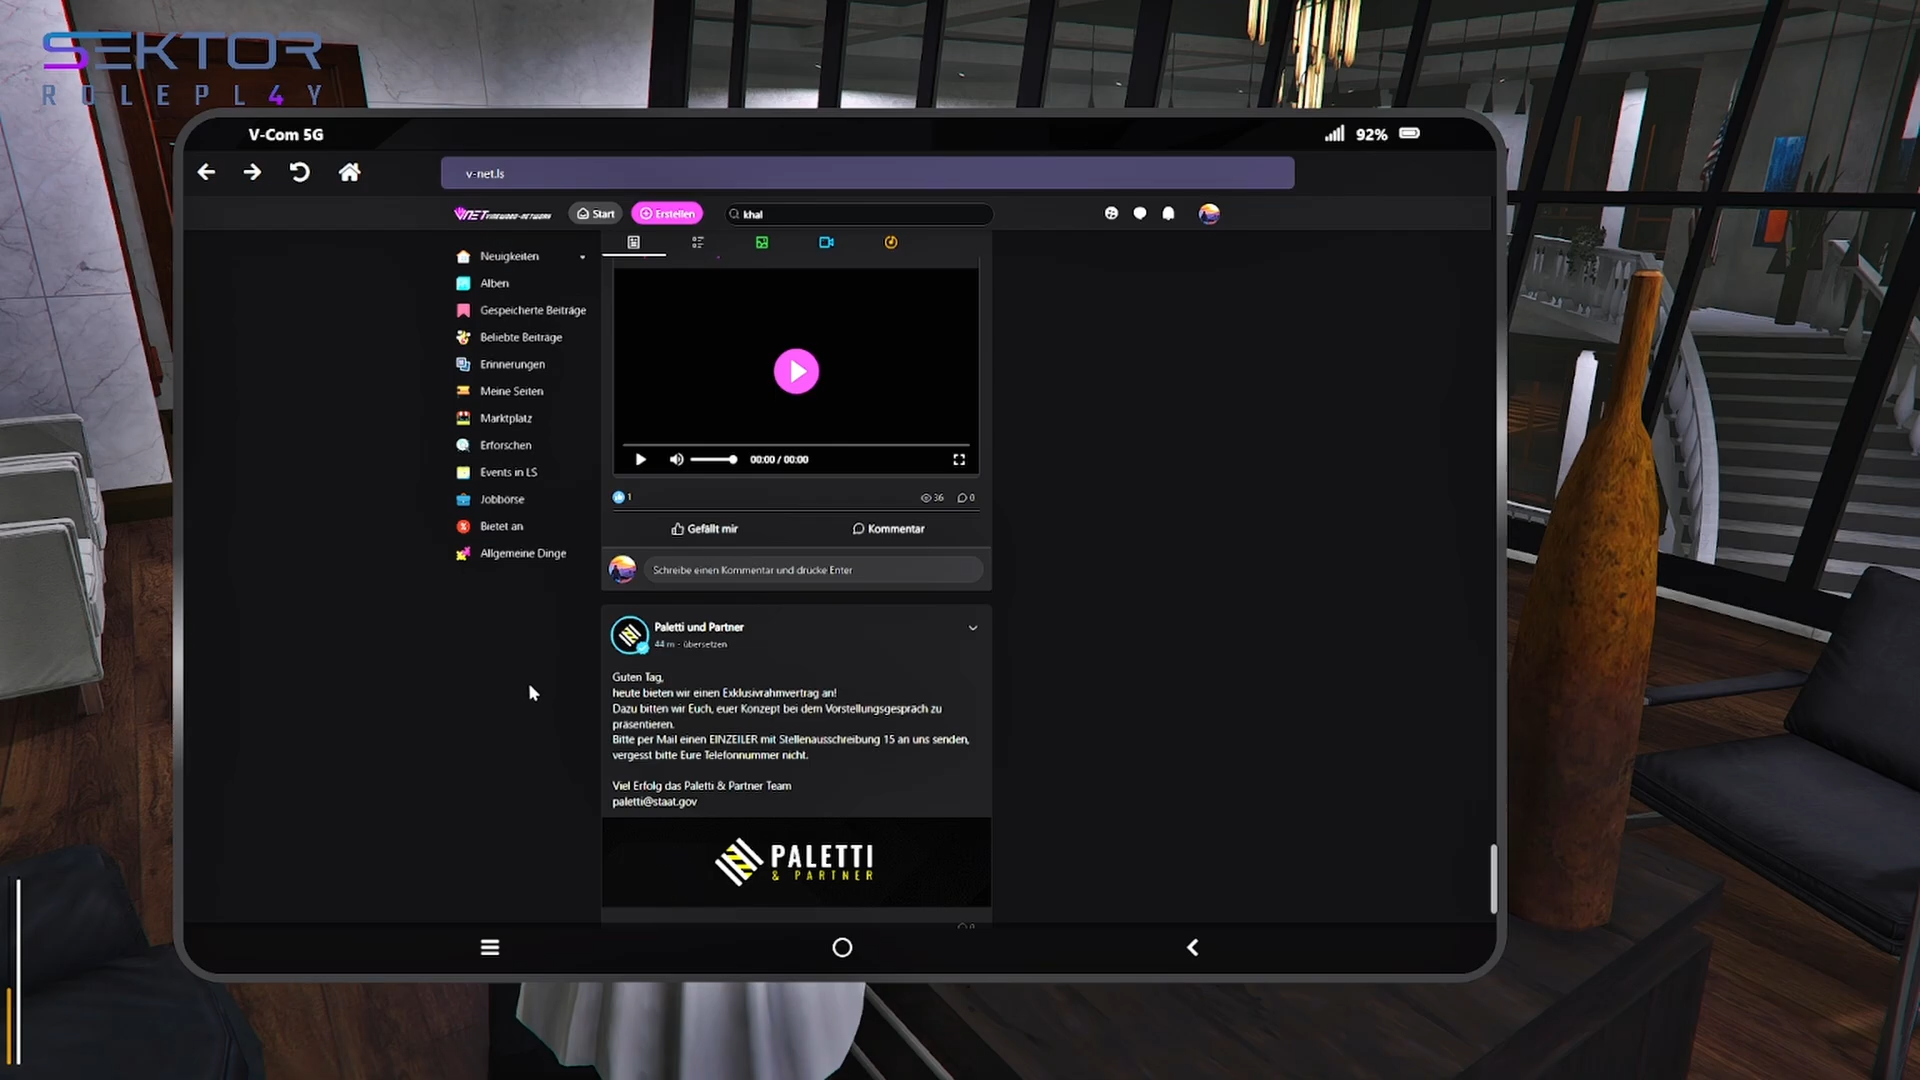 SEKTOR
ROLEPL4Y
V-Com 5G
92%
v-net.ls
VNET VINEWOOD-NETWORK
Start
Erstellen
khal
Neuigkeiten
Alben
Gespeicherte Beiträge
Beliebte Beiträge
Erinnerungen
Meine Seiten
Marktplatz
Erforschen
Events in LS
Jobbörse
Bietet an
Allgemeine Dinge
00:00 / 00:00
1
36
0
Gefällt mir
Kommentar
Schreibe einen Kommentar und drücke Enter
Paletti und Partner
44 m - übersetzen
Guten Tag,
heute bieten wir einen Exklusivrahmvertrag an!
Dazu bitten wir Euch, euer Konzept bei dem Vorstellungsgespräch zu
präsentieren.
Bitte per Mail einen EINZEILER mit Stellenausschreibung 15 an uns senden,
vergesst bitte Eure Telefonnummer nicht.
Viel Erfolg das Paletti & Partner Team
paletti@staat.gov
PALETTI
& PARTNER